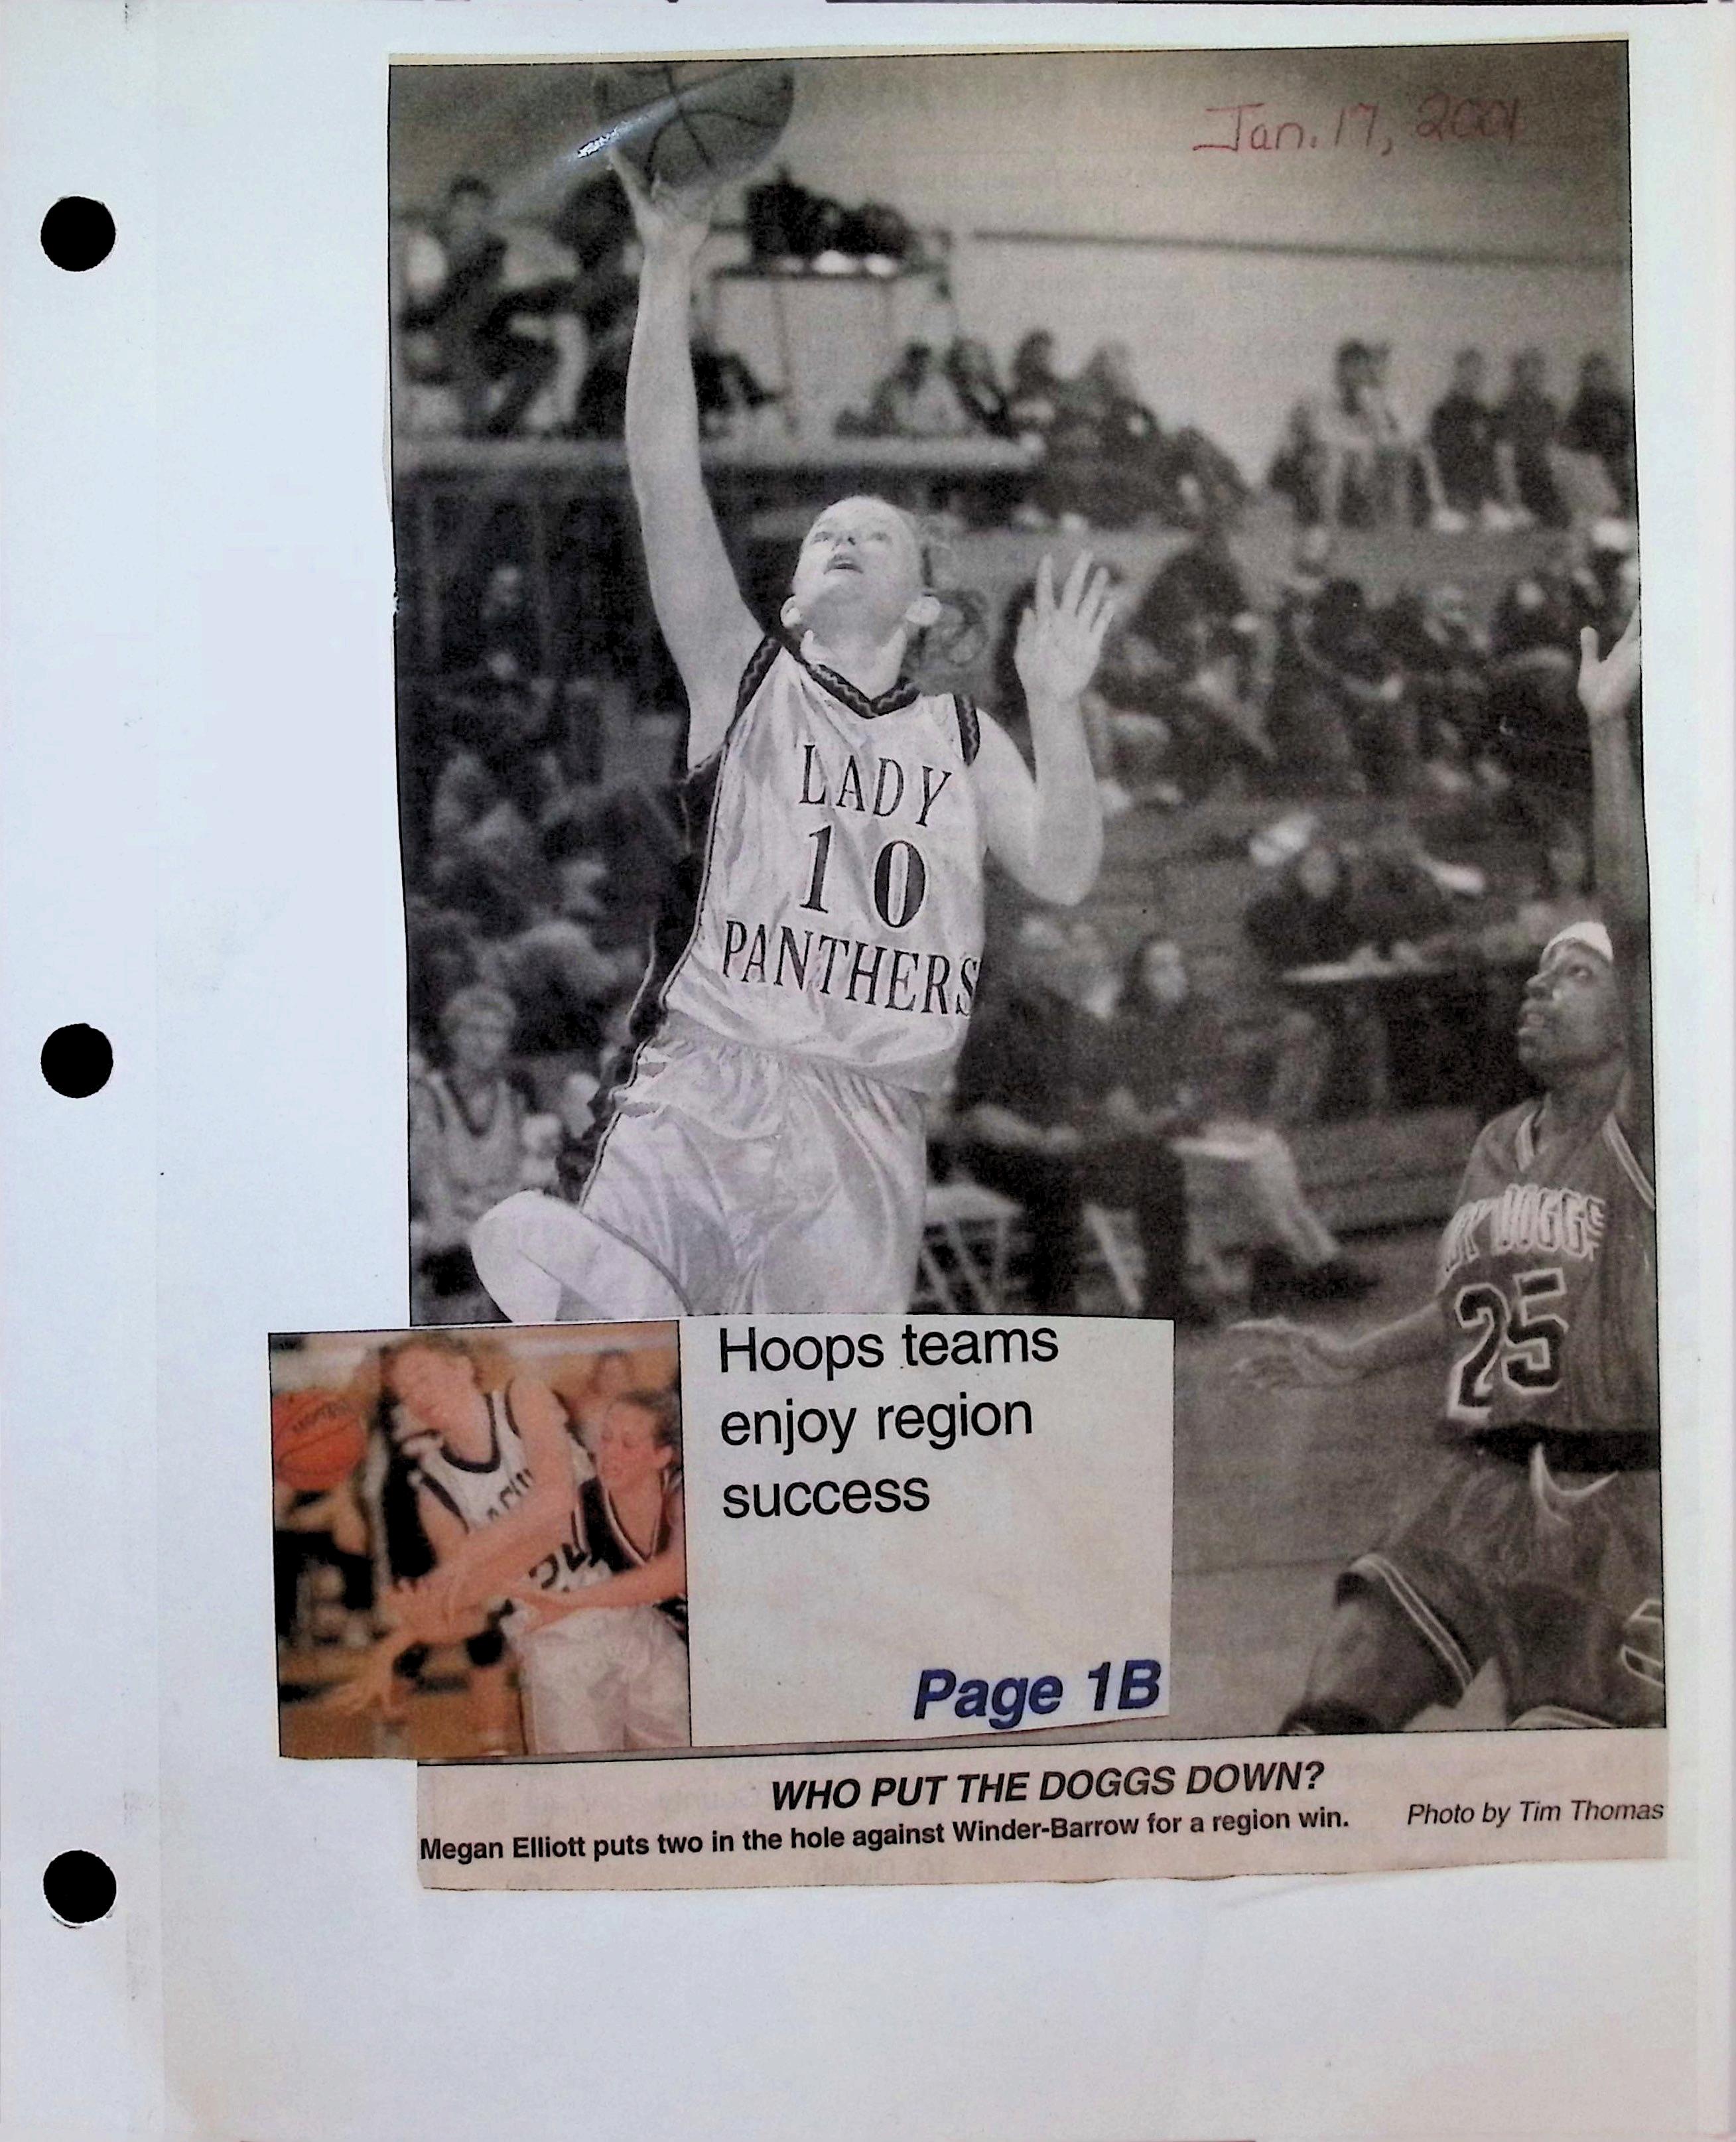 Jan. 17, 2001
LADY
10
PANTHERS
25
Hoops teams
enjoy region
success
Page 1B
WHO PUT THE DOGGS DOWN?
Megan Elliott puts two in the hole against Winder-Barrow for a region win.
Photo by Tim Thomas